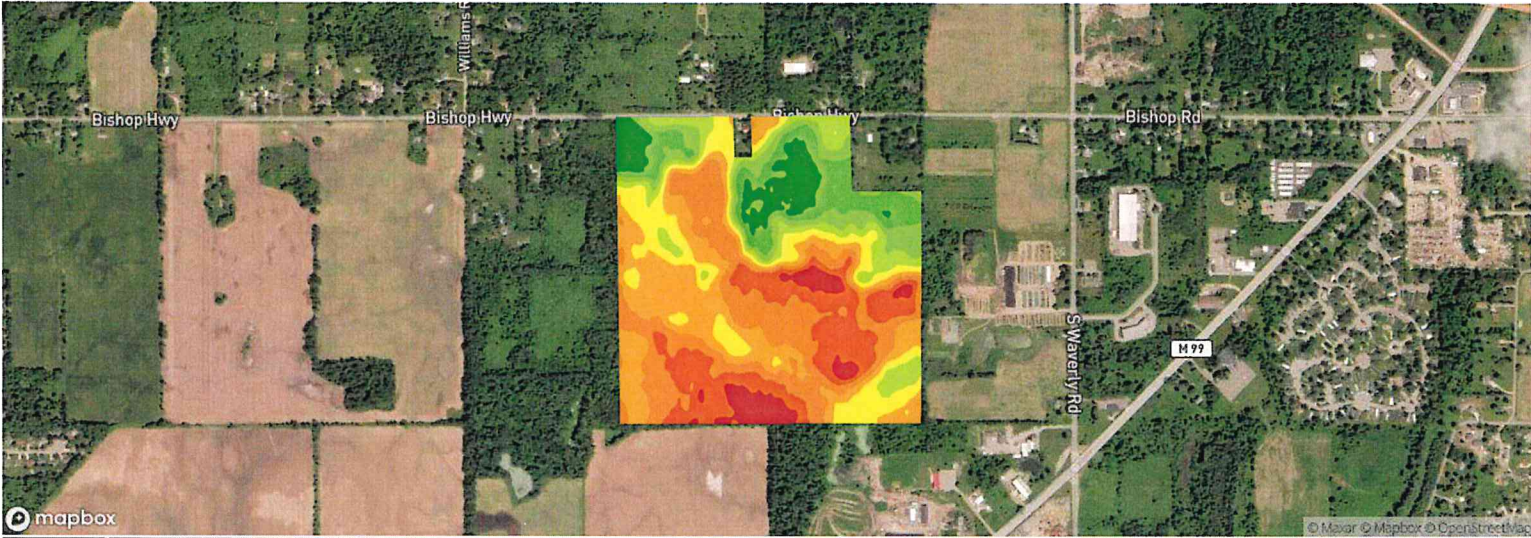 Williams R
Bishop Hwy
Bishop Hwy
Bishop Hwy
Bishop Rd
S Waverly Rd
M 99
mapbox
© Maxar © Mapbox © OpenStreetMap